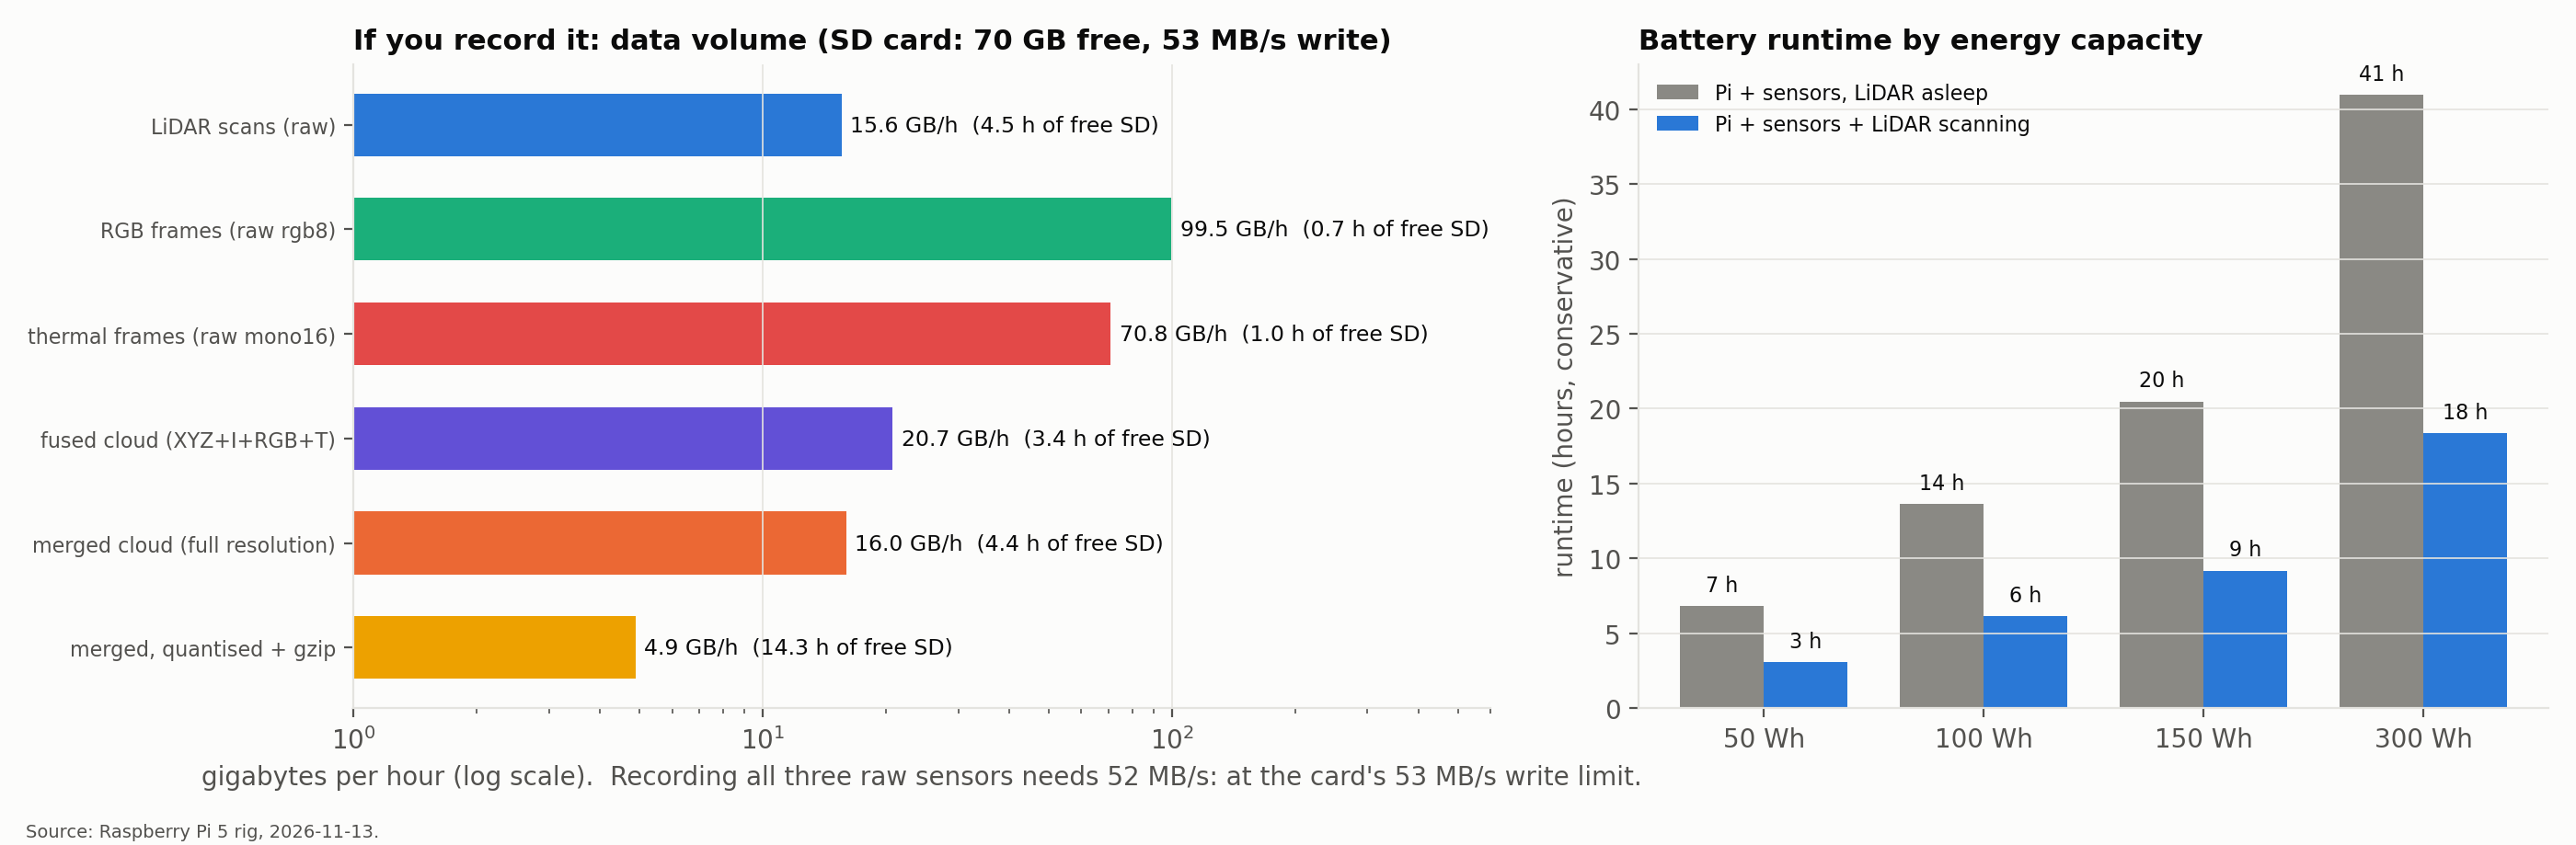 If you record it: data volume (SD card: 70 GB free, 53 MB/s write)
LiDAR scans (raw)
15.6 GB/h  (4.5 h of free SD)
RGB frames (raw rgb8)
99.5 GB/h  (0.7 h of free SD)
thermal frames (raw mono16)
70.8 GB/h  (1.0 h of free SD)
fused cloud (XYZ+I+RGB+T)
20.7 GB/h  (3.4 h of free SD)
merged cloud (full resolution)
16.0 GB/h  (4.4 h of free SD)
merged, quantised + gzip
4.9 GB/h  (14.3 h of free SD)
10⁰ 10¹ 10²
gigabytes per hour (log scale).  Recording all three raw sensors needs 52 MB/s: at the card's 53 MB/s write limit.
Battery runtime by energy capacity
Pi + sensors, LiDAR asleep
Pi + sensors + LiDAR scanning
runtime (hours, conservative)
40
35
30
25
20
15
10
5
0
7 h
3 h
14 h
6 h
20 h
9 h
41 h
18 h
50 Wh 100 Wh 150 Wh 300 Wh
Source: Raspberry Pi 5 rig, 2026-11-13.